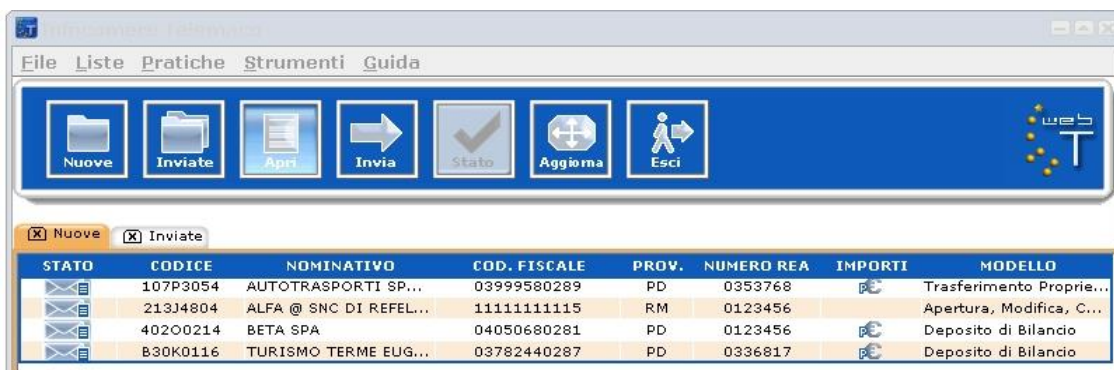 Infocamere Telemaco
File Liste Pratiche Strumenti Guida
Nuove Inviate Apri Invia Stato Aggiorna Esci
web T
Nuove Inviate
STATO CODICE NOMINATIVO COD. FISCALE PROV. NUMERO REA IMPORTI MODELLO
107P3054 AUTOTRASPORTI SP... 03999580289 PD 0353768 Trasferimento Proprie...
213J4804 ALFA @ SNC DI REFEL... 11111111115 RM 0123456 Apertura, Modifica, C...
402O0214 BETA SPA 04050680281 PD 0123456 Deposito di Bilancio
B30K0116 TURISMO TERME EUG... 03782440287 PD 0336817 Deposito di Bilancio